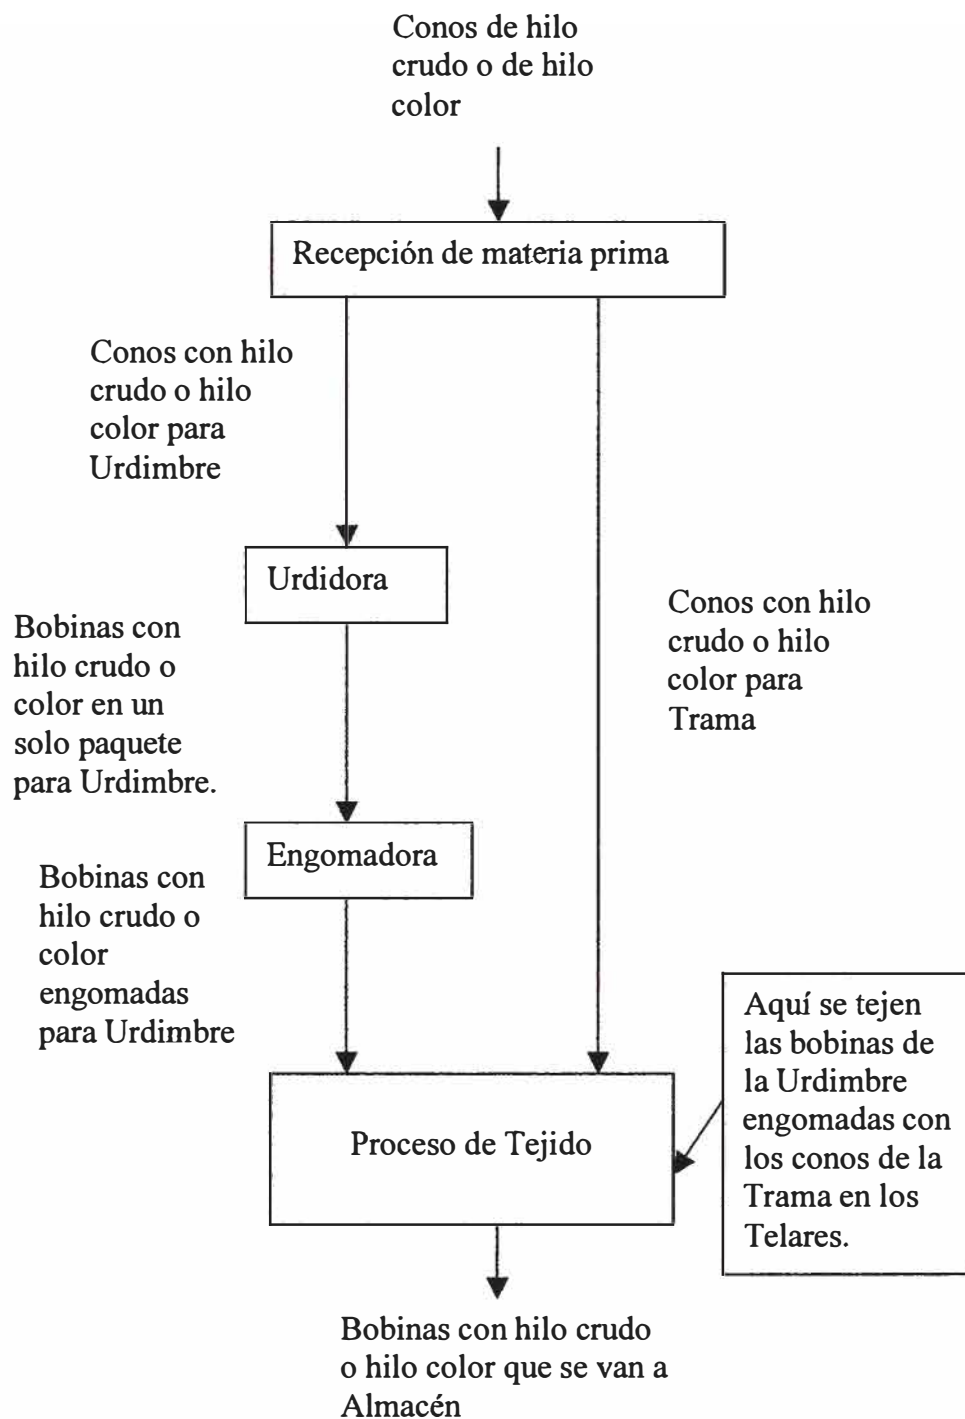 Conos de hilo
crudo o de hilo
color
Recepción de materia prima
Conos con hilo
crudo o hilo
color para
Urdimbre
Urdidora
Conos con hilo
crudo o hilo
color para
Trama
Bobinas con
hilo crudo o
color en un
solo paquete
para Urdimbre.
Engomadora
Bobinas con
hilo crudo o
color
engomadas
para Urdimbre
Aquí se tejen
las bobinas de
la Urdimbre
engomadas con
los conos de la
Trama en los
Telares.
Proceso de Tejido
Bobinas con hilo crudo
o hilo color que se van a
Almacén